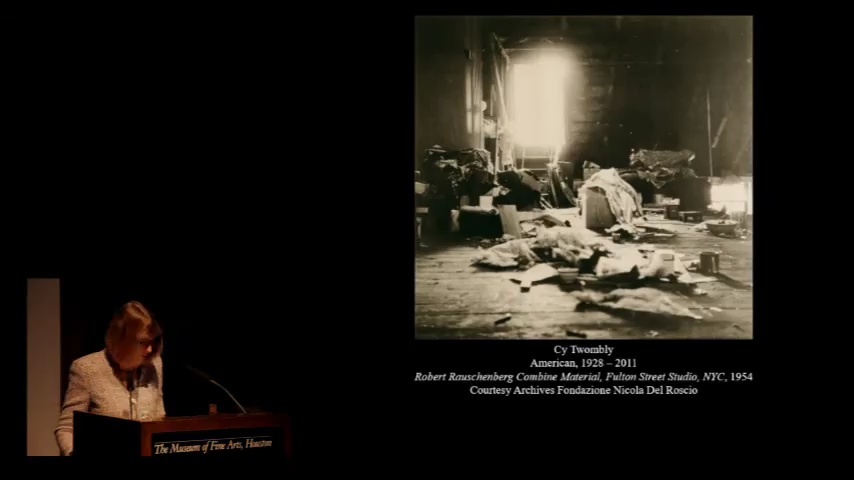 Cy Twombly
American, 1928 – 2011
Robert Rauschenberg Combine Material, Fulton Street Studio, NYC, 1954
Courtesy Archives Fondazione Nicola Del Roscio
The Museum of Fine Arts, Houston